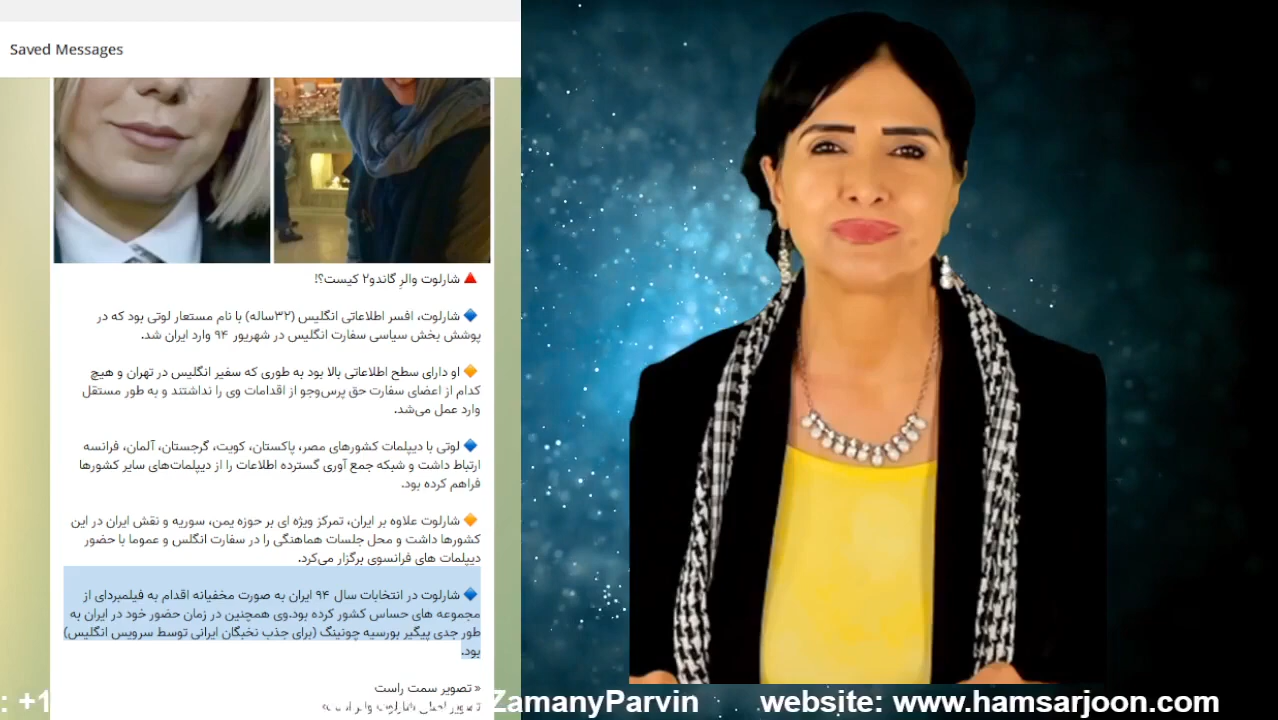 Saved Messages
🔺 شارلوت والرِ گاندو۲ کیست؟!
🔷 شارلوت، افسر اطلاعاتی انگلیس (۳۲ساله) با نام مستعار لوتی بود که در
پوشش بخش سیاسی سفارت انگلیس در شهریور ۹۴ وارد ایران شد.
🔶 او دارای سطح اطلاعاتی بالا بود به طوری که سفیر انگلیس در تهران و هیچ
کدام از اعضای سفارت حق پرس‌وجو از اقدامات وی را نداشتند و به طور مستقل
وارد عمل می‌شد.
🔷 لوتی با دیپلمات کشورهای مصر، پاکستان، کویت، گرجستان، آلمان، فرانسه
ارتباط داشت و شبکه جمع آوری گسترده اطلاعات را از دیپلمات‌های سایر کشورها
فراهم کرده بود.
🔶 شارلوت علاوه بر ایران، تمرکز ویژه ای بر حوزه یمن، سوریه و نقش ایران در این
کشورها داشت و محل جلسات هماهنگی را در سفارت انگلس و عموما با حضور
دیپلمات های فرانسوی برگزار می‌کرد.
🔷 شارلوت در انتخابات سال ۹۴ ایران به صورت مخفیانه اقدام به فیلمبردای از
مجموعه های حساس کشور کرده بود.وی همچنین در زمان حضور خود در ایران به
طور جدی پیگیر بورسیه چونینگ (برای جذب نخبگان ایرانی توسط سرویس انگلیس)
بود.
« تصویر سمت راست
تصویر اصلی شارلوت والر است»
: +1 ZamanyParvin website: www.hamsarjoon.com